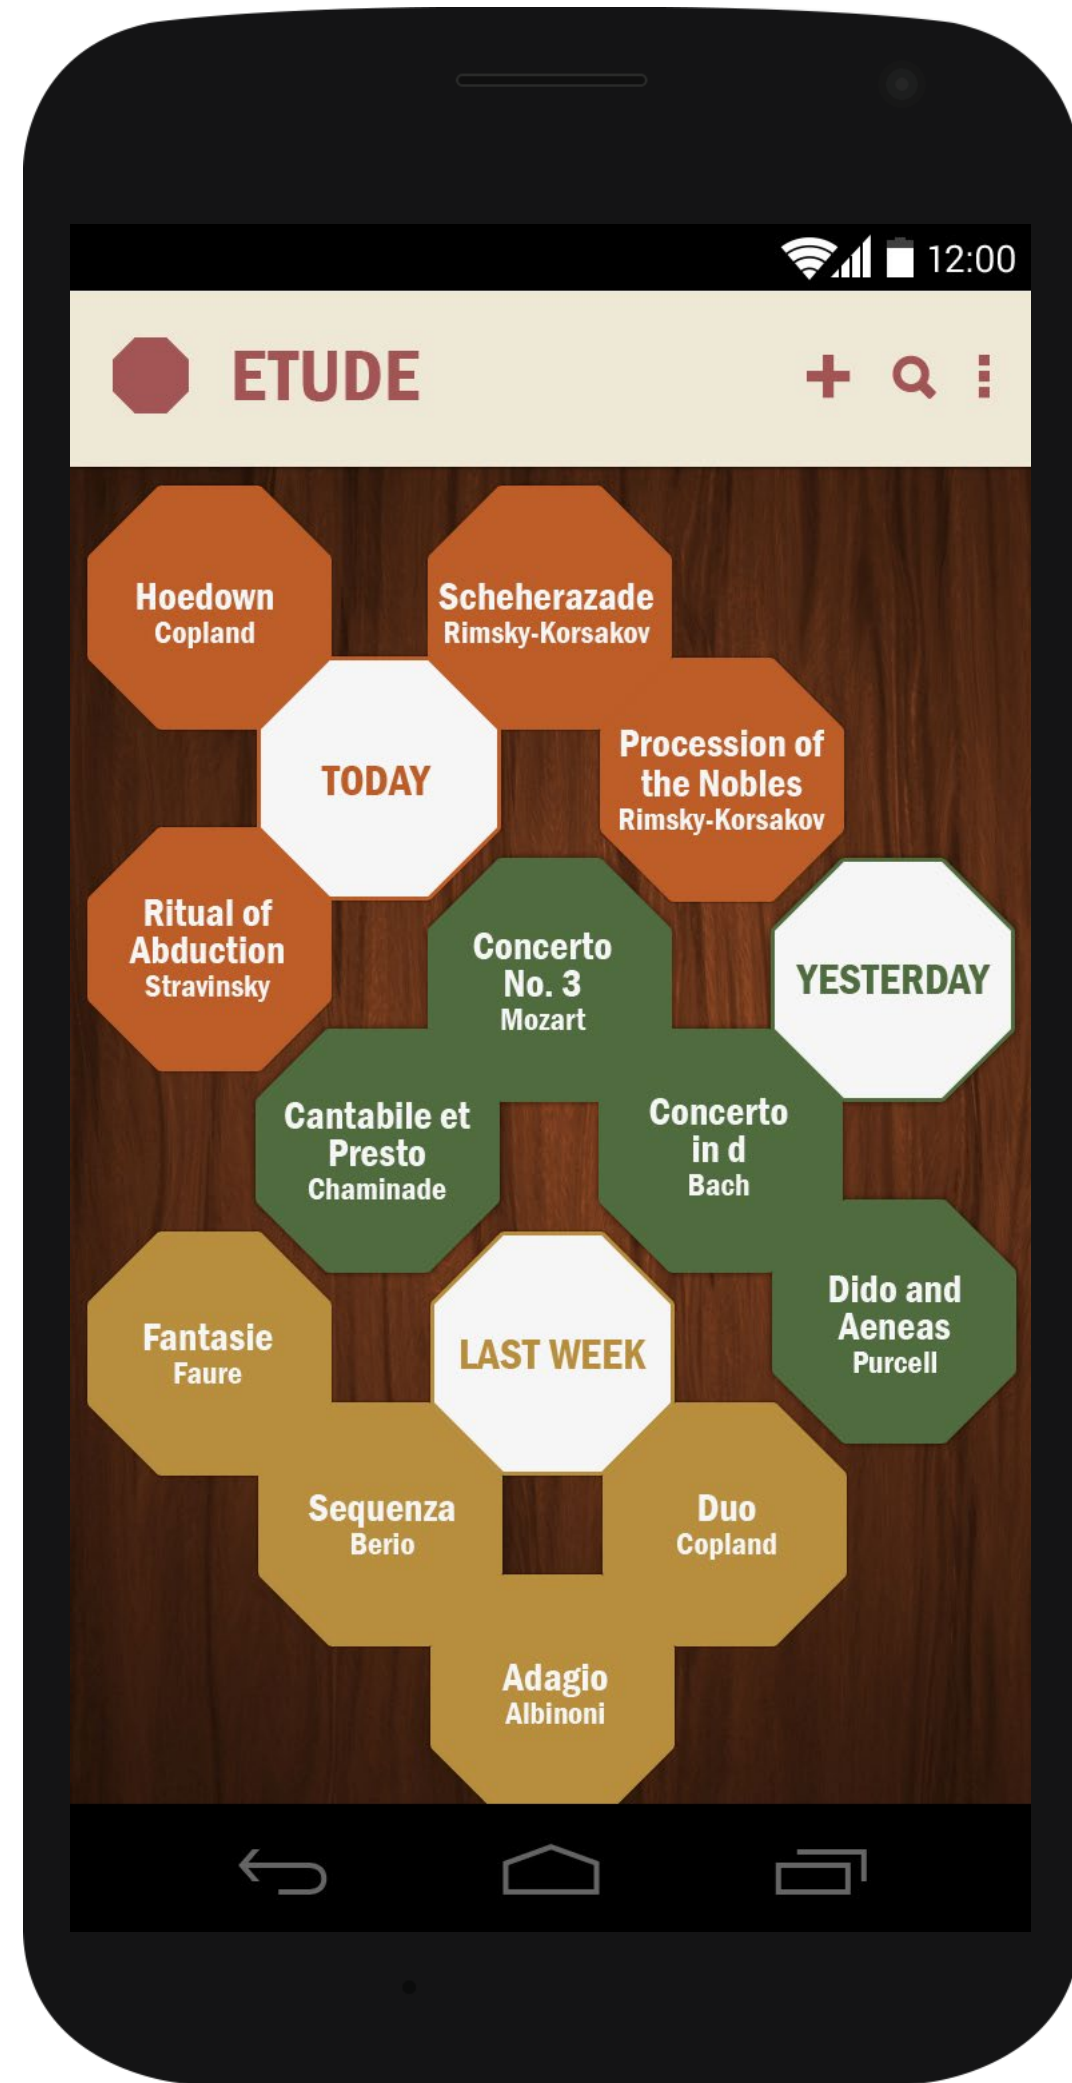 12:00
ETUDE
Hoedown
Copland
Scheherazade
Rimsky-Korsakov
TODAY
Procession of
the Nobles
Rimsky-Korsakov
Ritual of
Abduction
Stravinsky
Concerto
No. 3
Mozart
YESTERDAY
Cantabile et
Presto
Chaminade
Concerto
in d
Bach
Dido and
Aeneas
Purcell
Fantasie
Faure
LAST WEEK
Sequenza
Berio
Duo
Copland
Adagio
Albinoni